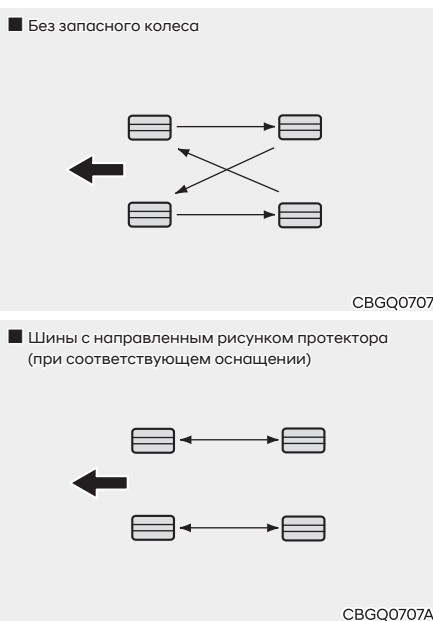 Без запасного колеса
CBGQ0707
Шины с направленным рисунком протектора
(при соответствующем оснащении)
CBGQ0707A